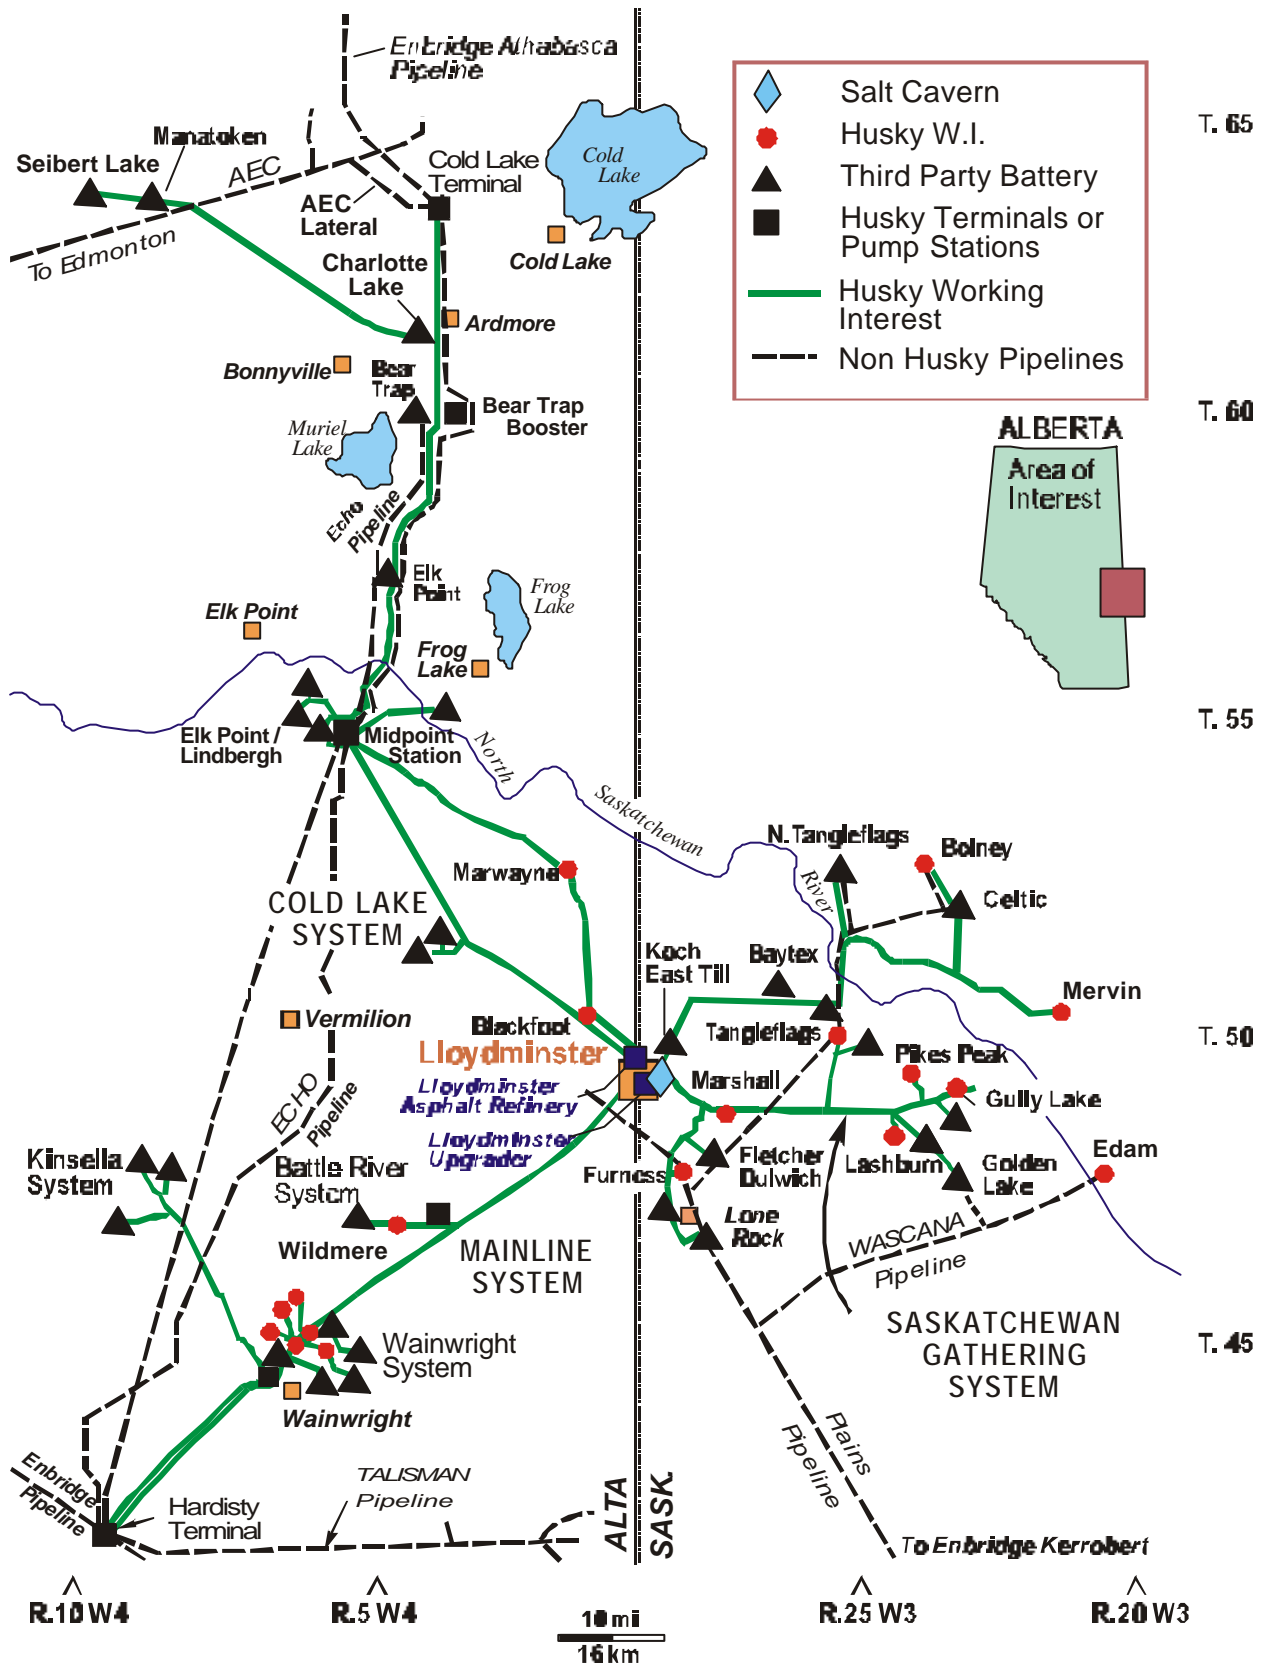 Enbridge Athabasca
Pipeline
Salt Cavern
Husky W.I.
Third Party Battery
Husky Terminals or
Pump Stations
Husky Working
Interest
Non Husky Pipelines
T. 65
Manatoken
Seibert Lake
AEC
To Edmonton
AEC
Lateral
Cold Lake
Terminal
Cold
Lake
Cold Lake
Charlotte
Lake
Ardmore
Bonnyville
Bear
Trap
Bear Trap
Booster
T. 60
Muriel
Lake
ALBERTA
Area of
Interest
Echo
Pipeline
Elk
Point
Frog
Lake
Elk Point
Frog
Lake
T. 55
Elk Point /
Lindbergh
Midpoint
Station
North
Saskatchewan
River
N. Tangleflags
Bolney
Celtic
Marwayne
COLD LAKE
SYSTEM
Koch
East Till
Baytex
Mervin
Vermilion
Blackfoot
Tangleflags
T. 50
Lloydminster
Lloydminster
Asphalt Refinery
Marshall
Pikes Peak
Gully Lake
ECHO
Pipeline
Lloydminster
Upgrader
Kinsella
System
Battle River
System
Furness
Fletcher
Dulwich
Lashburn
Golden
Lake
Edam
Lone
Rock
Wildmere
MAINLINE
SYSTEM
WASCANA
Pipeline
SASKATCHEWAN
GATHERING
SYSTEM
T. 45
Wainwright
System
Wainwright
Plains
Pipeline
Enbridge
Pipeline
Hardisty
Terminal
TALISMAN
Pipeline
ALTA
SASK.
To Enbridge Kerrobert
R. 10 W4
R. 5 W4
10 mi
16 km
R. 25 W3
R. 20 W3